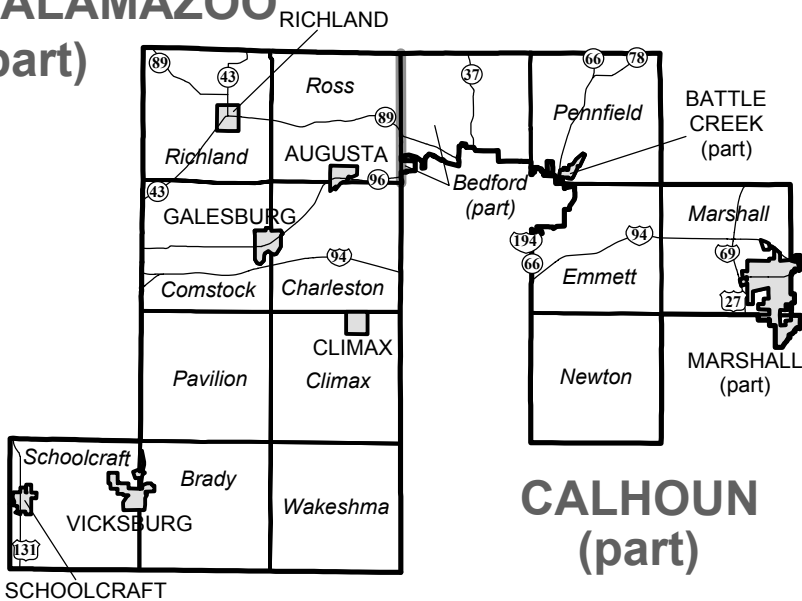 ALAMAZOO
part)
RICHLAND
89
43
Ross
37
66
78
Pennfield
BATTLE
CREEK
(part)
89
Richland
AUGUSTA
96
Bedford
(part)
43
GALESBURG
Marshall
194
94
69
94
66
Emmett
Comstock
Charleston
27
CLIMAX
MARSHALL
(part)
Pavilion
Climax
Newton
Schoolcraft
Brady
Wakeshma
CALHOUN
(part)
VICKSBURG
131
SCHOOLCRAFT